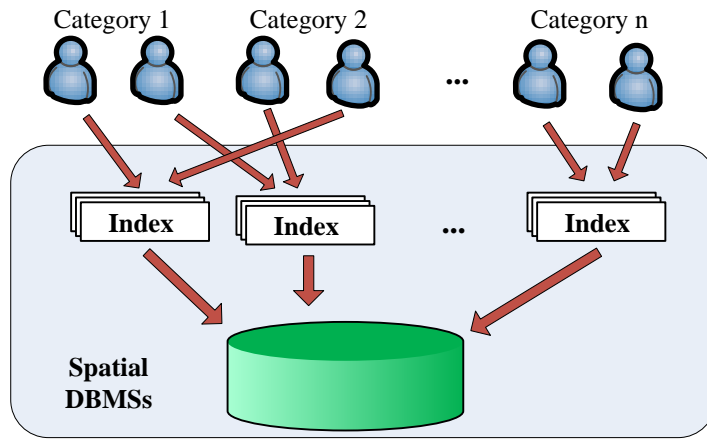 Category 1
Category 2
Category n
...
Index
Index
...
Index
Spatial
DBMSs